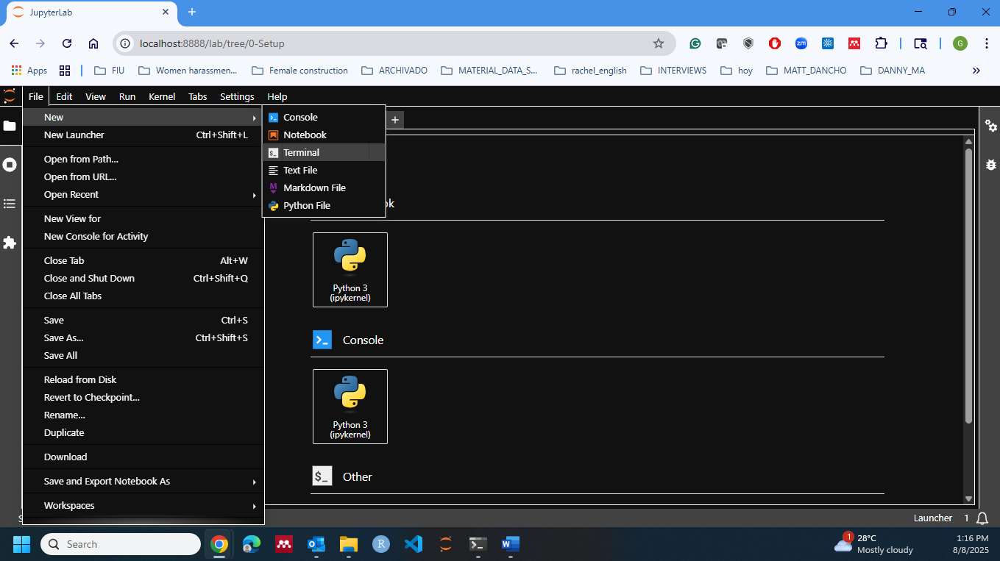 JupyterLab
localhost:8888/lab/tree/0-Setup
Apps
FIU
Women harassmen...
Female construction
ARCHIVADO
MATERIAL_DATA_S...
rachel_english
INTERVIEWS
hoy
MATT_DANCHO
DANNY_MA
File Edit View Run Kernel Tabs Settings Help
New
New Launcher Ctrl+Shift+L
Open from Path...
Open from URL...
Open Recent
New View for
New Console for Activity
Close Tab Alt+W
Close and Shut Down Ctrl+Shift+Q
Close All Tabs
Save Ctrl+S
Save As... Ctrl+Shift+S
Save All
Reload from Disk
Revert to Checkpoint...
Rename...
Duplicate
Download
Save and Export Notebook As
Workspaces
Console
Notebook
Terminal
Text File
Markdown File
Python File
Python 3
(ipykernel)
Console
Python 3
(ipykernel)
$_ Other
Launcher 1
Search
28°C
Mostly cloudy
1:16 PM
8/8/2025